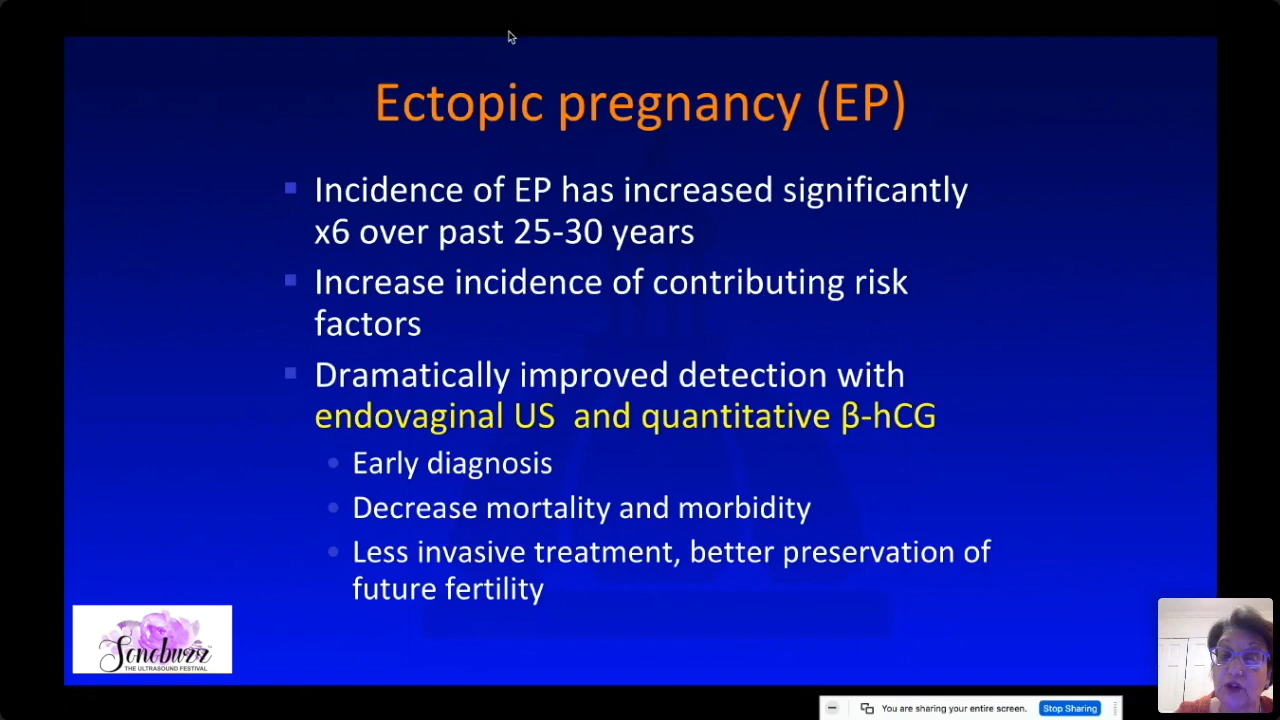 Ectopic pregnancy (EP)
Incidence of EP has increased significantly
x6 over past 25-30 years
Increase incidence of contributing risk
factors
Dramatically improved detection with
endovaginal US and quantitative β-hCG
Early diagnosis
Decrease mortality and morbidity
Less invasive treatment, better preservation of
future fertility
Sonobuzz
THE ULTRASOUND FESTIVAL
You are sharing your entire screen.
Stop Sharing